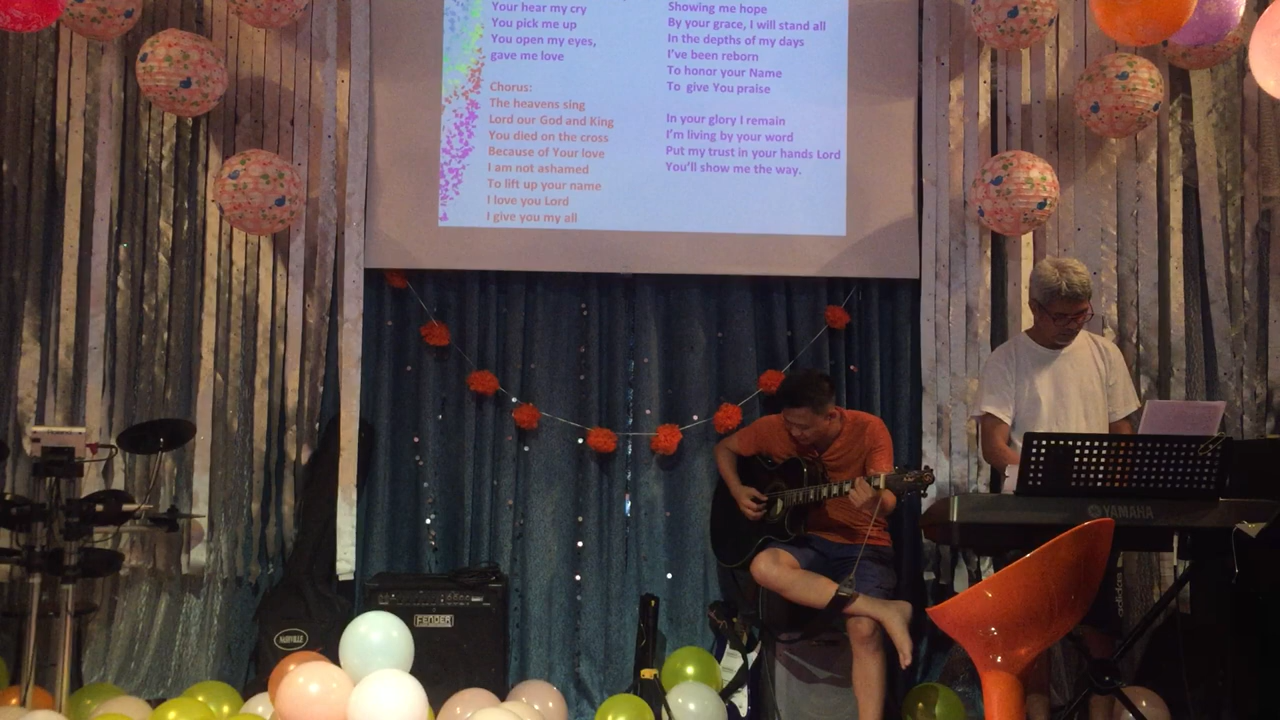 Your hear my cry
You pick me up
You open my eyes,
gave me love
Chorus:
The heavens sing
Lord our God and King
You died on the cross
Because of Your love
I am not ashamed
To lift up your name
I love you Lord
I give you my all
Showing me hope
By your grace, I will stand all
In the depths of my days
I've been reborn
To honor your Name
To give You praise
In your glory I remain
I'm living by your word
Put my trust in your hands Lord
You'll show me the way.
YAMAHA
FENDER
NASHVILLE
adidas